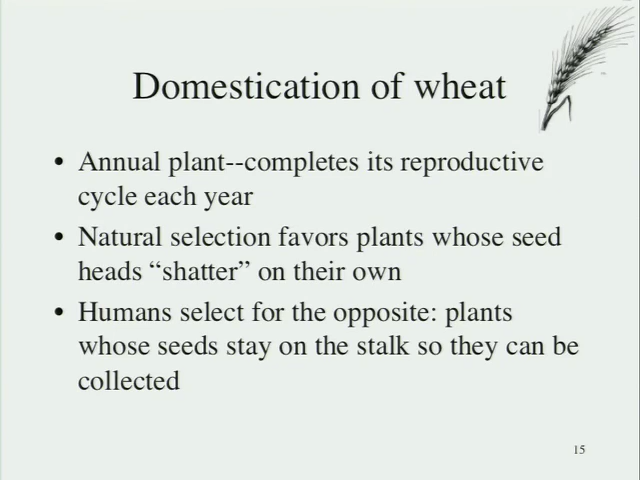 Domestication of wheat
• Annual plant--completes its reproductive
cycle each year
• Natural selection favors plants whose seed
heads “shatter” on their own
• Humans select for the opposite: plants
whose seeds stay on the stalk so they can be
collected
15